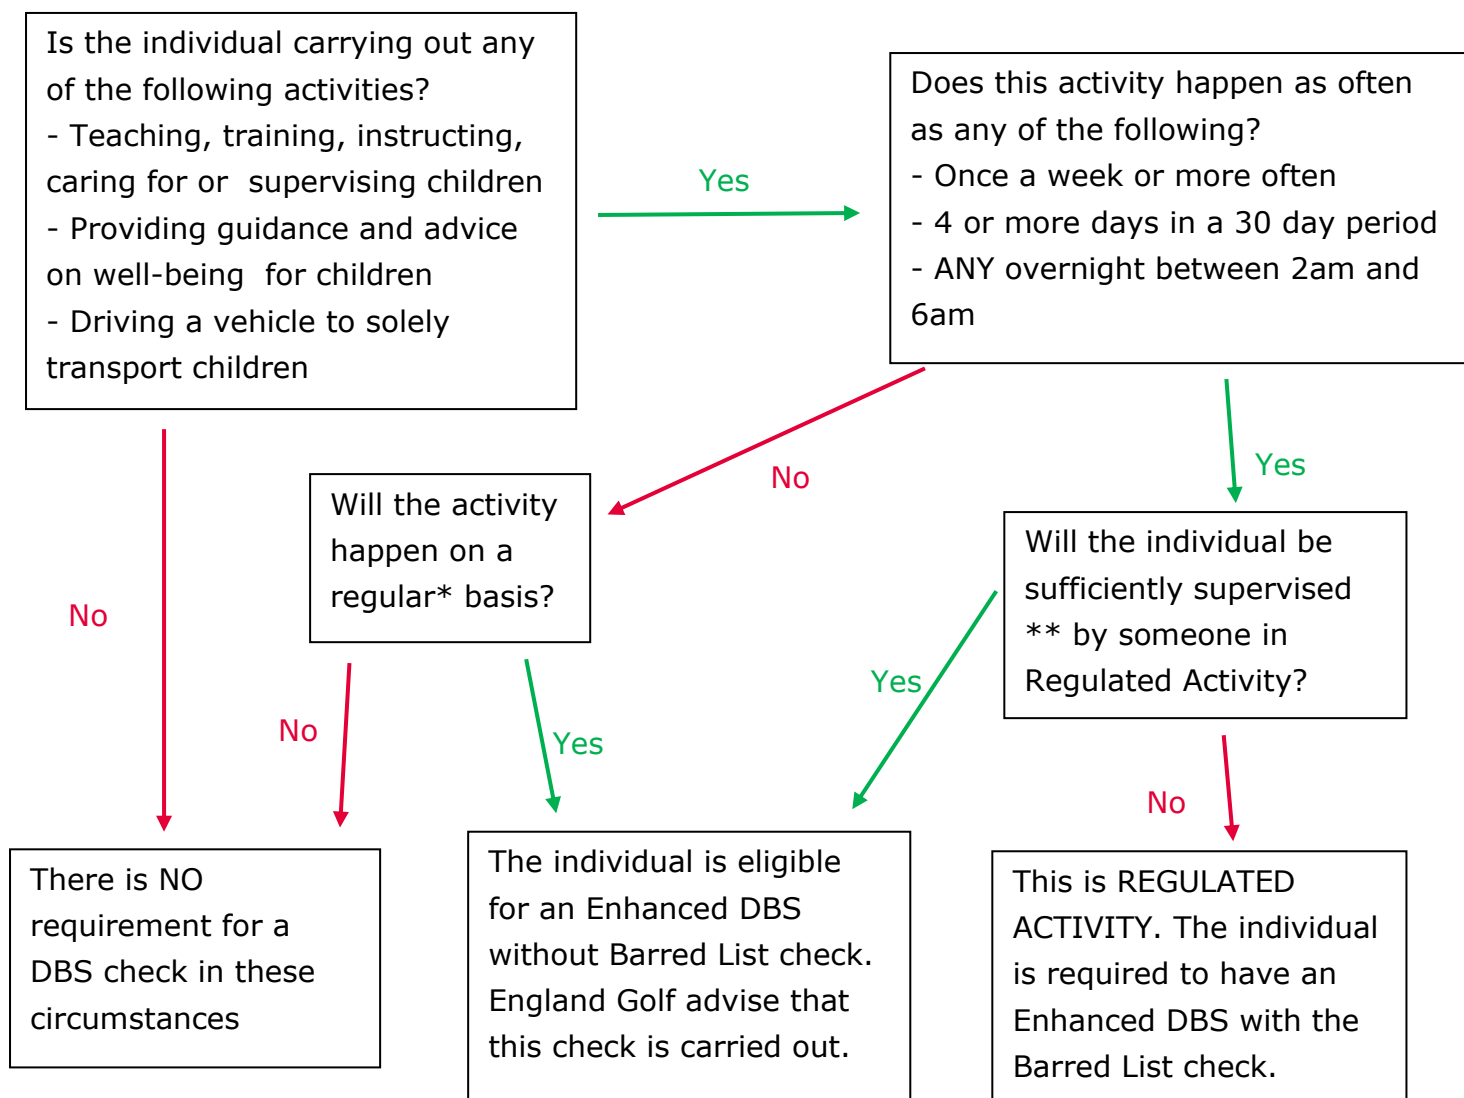 Is the individual carrying out any
of the following activities?
- Teaching, training, instructing,
caring for or  supervising children
- Providing guidance and advice
on well-being  for children
- Driving a vehicle to solely
transport children
Yes
Does this activity happen as often
as any of the following?
- Once a week or more often
- 4 or more days in a 30 day period
- ANY overnight between 2am and
6am
No
No
Yes
Will the activity
happen on a
regular* basis?
Will the individual be
sufficiently supervised
** by someone in
Regulated Activity?
No
Yes
Yes
No
There is NO
requirement for a
DBS check in these
circumstances
The individual is eligible
for an Enhanced DBS
without Barred List check.
England Golf advise that
this check is carried out.
This is REGULATED
ACTIVITY. The individual
is required to have an
Enhanced DBS with the
Barred List check.